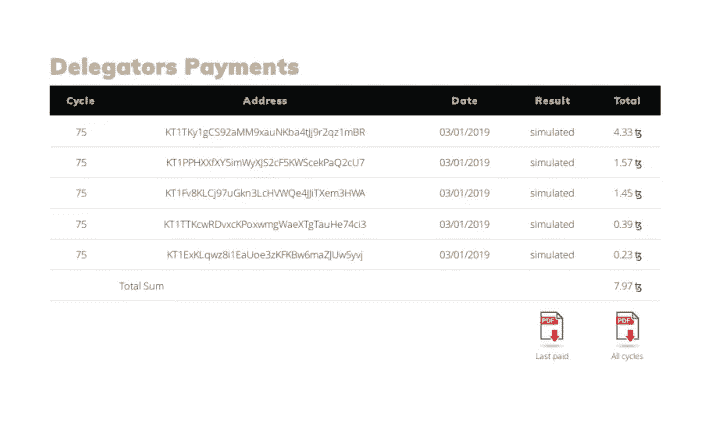 Delegators Payments
Cycle Address Date Result Total
75 KT1TKy1gCS92aMM9xauNKba4tJj9r2qz1mBR 03/01/2019 simulated 4.33 ꜩ
75 KT1PPHXXfXY5imWyXJS2cF5KWScekPaQ2cU7 03/01/2019 simulated 1.57 ꜩ
75 KT1Fv8KLCj97uGkn3LcHVWQe4JJiTXem3HWA 03/01/2019 simulated 1.45 ꜩ
75 KT1TTKcwRDvxcKPoxwmgWaeXTgTauHe74ci3 03/01/2019 simulated 0.39 ꜩ
75 KT1ExKLqwz8i1EaUoe3zKFKBw6maZJUw5yvj 03/01/2019 simulated 0.23 ꜩ
Total Sum 7.97 ꜩ
PDF PDF
Last paid All cycles